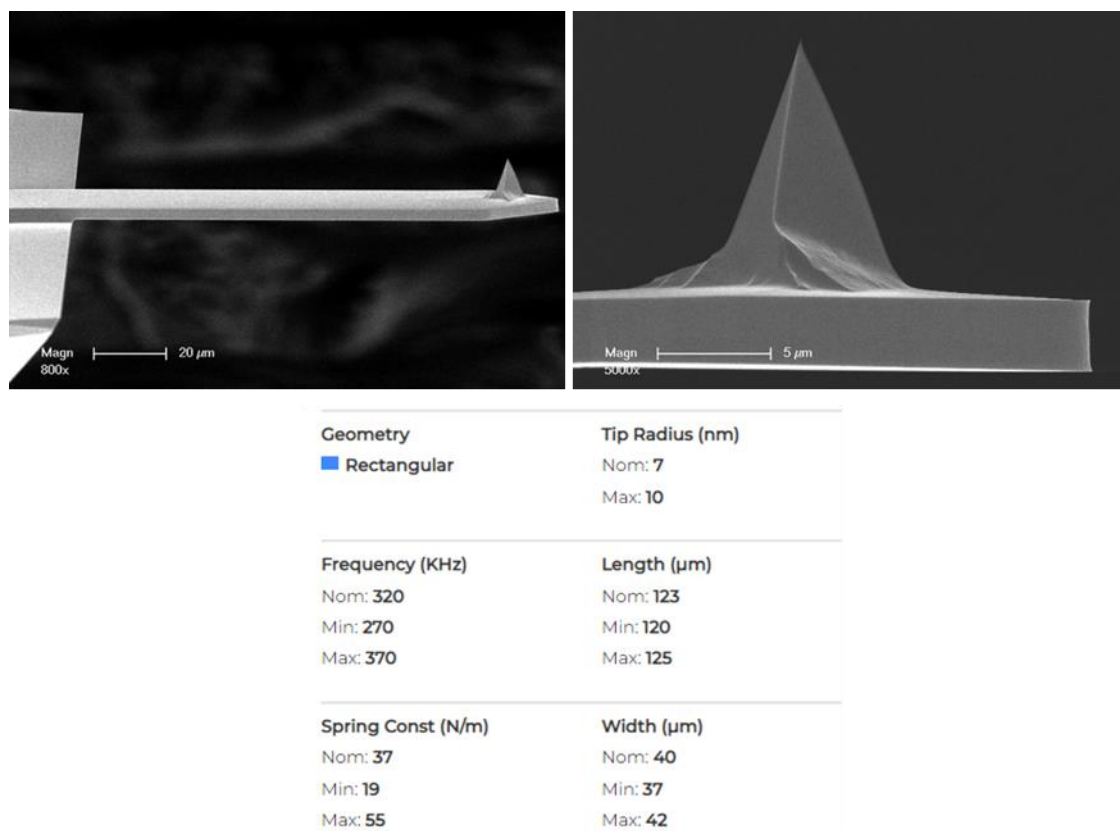 Magn 20 µm
800x
Magn 5 µm
5000x
Geometry
Rectangular
Tip Radius (nm)
Nom: 7
Max: 10
Frequency (KHz)
Nom: 320
Min: 270
Max: 370
Length (µm)
Nom: 123
Min: 120
Max: 125
Spring Const (N/m)
Nom: 37
Min: 19
Max: 55
Width (µm)
Nom: 40
Min: 37
Max: 42